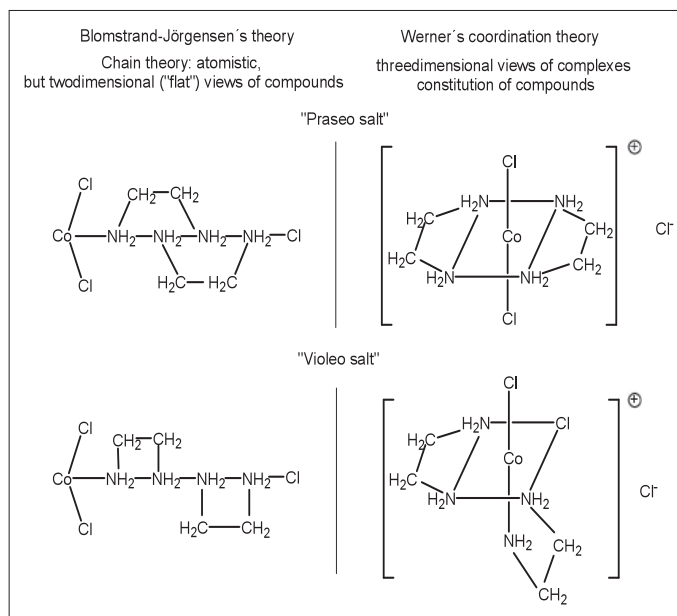 Blomstrand-Jörgensen´s theory
Chain theory: atomistic,
but twodimensional ("flat") views of compounds
Werner´s coordination theory
threedimensional views of complexes
constitution of compounds
"Praseo salt"
Cl
CH2 CH2
Co NH2 NH2 NH2 NH2 Cl
Cl
H2C CH2
Cl
⊕
H2N NH2
H2C Co CH2 Cl-
H2C CH2
H2N NH2
Cl
"Violeo salt"
Cl
CH2 CH2
Co NH2 NH2 NH2 NH2 Cl
Cl
H2C CH2
Cl
⊕
H2N Cl
H2C Co
H2C
H2N NH2 Cl-
NH2 CH2
CH2